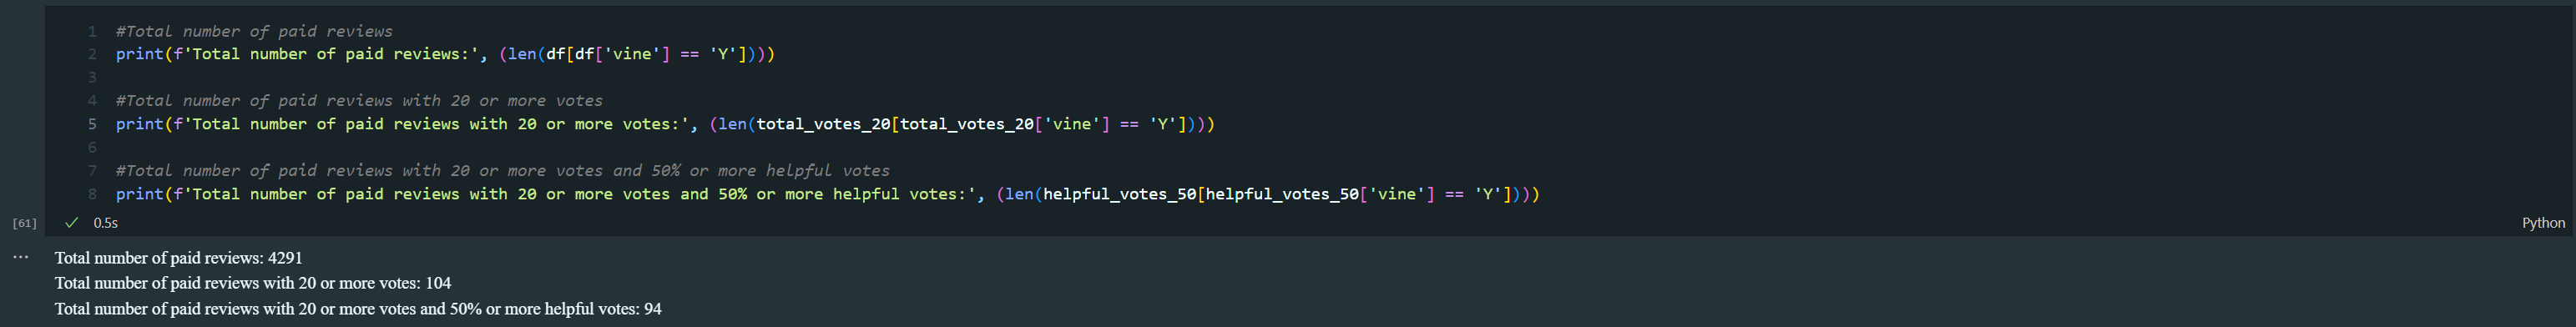 1 #Total number of paid reviews
2 print(f'Total number of paid reviews:', (len(df[df['vine'] == 'Y'])))
3
4 #Total number of paid reviews with 20 or more votes
5 print(f'Total number of paid reviews with 20 or more votes:', (len(total_votes_20[total_votes_20['vine'] == 'Y'])))
6
7 #Total number of paid reviews with 20 or more votes and 50% or more helpful votes
8 print(f'Total number of paid reviews with 20 or more votes and 50% or more helpful votes:', (len(helpful_votes_50[helpful_votes_50['vine'] == 'Y'])))
[61] ✓ 0.5s Python
... Total number of paid reviews: 4291
Total number of paid reviews with 20 or more votes: 104
Total number of paid reviews with 20 or more votes and 50% or more helpful votes: 94